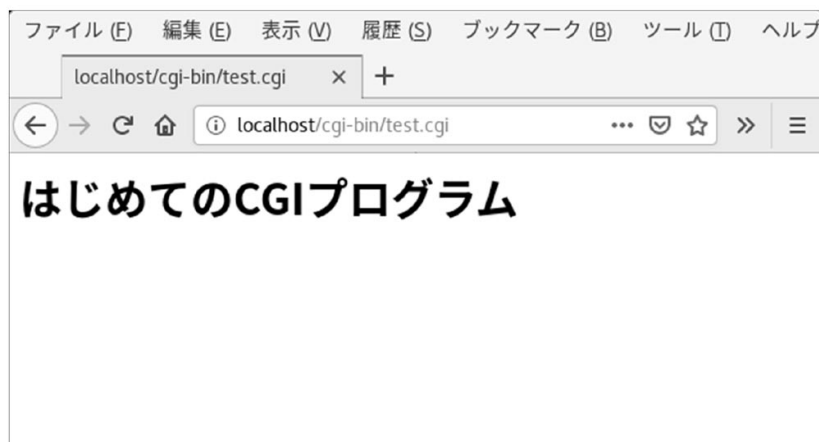 ファイル (F) 編集 (E) 表示 (V) 履歴 (S) ブックマーク (B) ツール (T) ヘルプ
localhost/cgi-bin/test.cgi × +
localhost/cgi-bin/test.cgi
はじめてのCGIプログラム